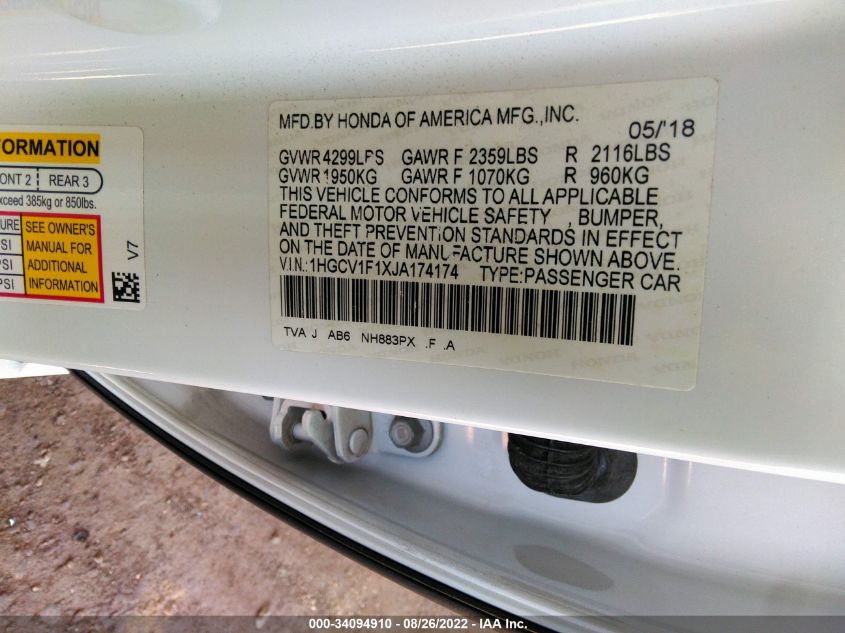 FORMATION
ONT 2 REAR 3
xceed 385kg or 850lbs.
URE
SI
PSI
PSI
SEE OWNER'S
MANUAL FOR
ADDITIONAL
INFORMATION
V7
MFD.BY HONDA OF AMERICA MFG.,INC.
05/'18
GVWR 4299LBS GAWR F 2359LBS R 2116LBS
GVWR 1950KG GAWR F 1070KG R 960KG
THIS VEHICLE CONFORMS TO ALL APPLICABLE
FEDERAL MOTOR VEHICLE SAFETY , BUMPER,
AND THEFT PREVENTION STANDARDS IN EFFECT
ON THE DATE OF MANUFACTURE SHOWN ABOVE.
V.I.N.:1HGCV1F1XJA174174 TYPE:PASSENGER CAR
TVA J AB6 NH883PX .F .A
000-34094910 - 08/26/2022 - IAA Inc.